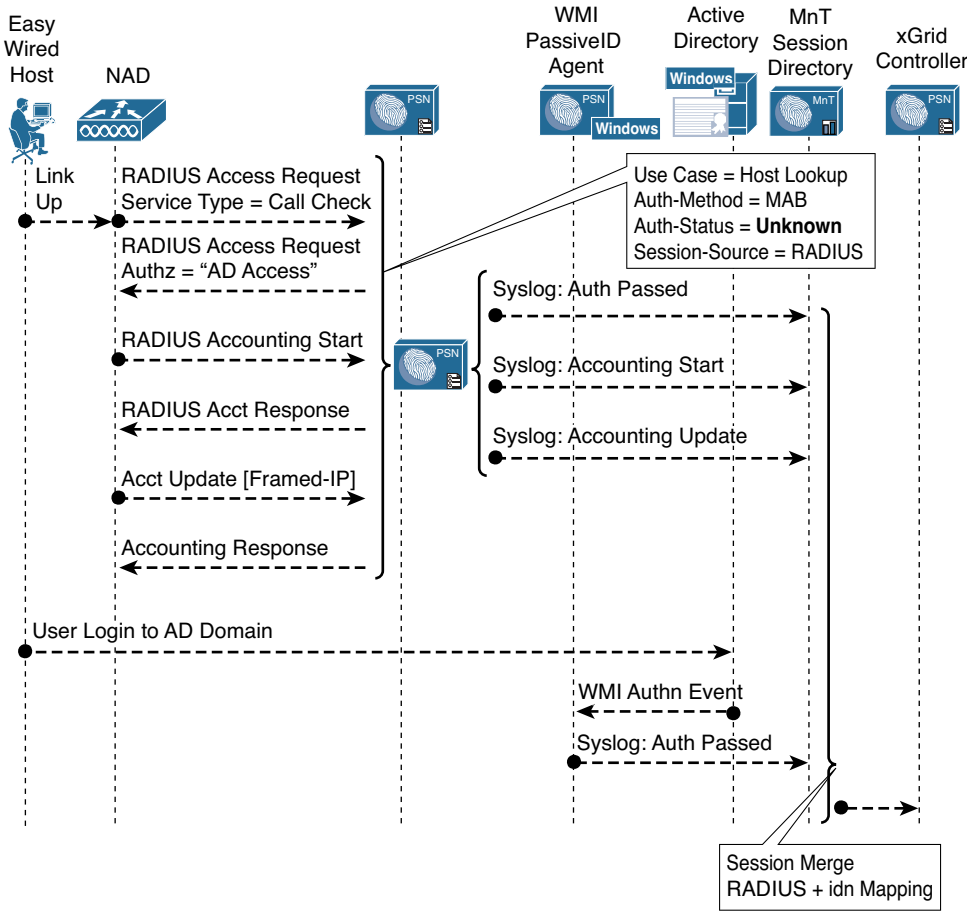 Easy
Wired
Host
NAD
WMI
PassiveID
Agent
Active
Directory
MnT
Session
Directory
xGrid
Controller
PSN
PSN
Windows
Windows
MnT
PSN
Link
Up
RADIUS Access Request
Service Type = Call Check
RADIUS Access Request
Authz = “AD Access”
RADIUS Accounting Start
RADIUS Acct Response
Acct Update [Framed-IP]
Accounting Response
Use Case = Host Lookup
Auth-Method = MAB
Auth-Status = Unknown
Session-Source = RADIUS
PSN
Syslog: Auth Passed
Syslog: Accounting Start
Syslog: Accounting Update
User Login to AD Domain
WMI Authn Event
Syslog: Auth Passed
Session Merge
RADIUS + idn Mapping